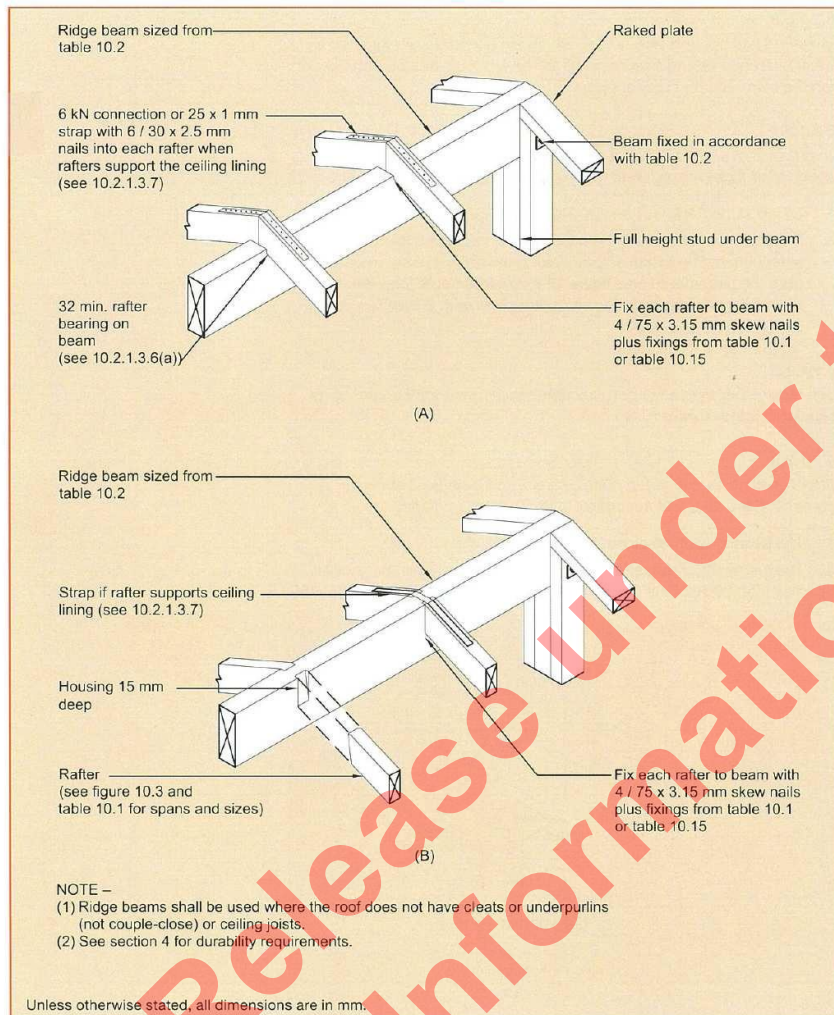 Ridge beam sized from
table 10.2
Raked plate
6 kN connection or 25 x 1 mm
strap with 6 / 30 x 2.5 mm
nails into each rafter when
rafters support the ceiling lining
(see 10.2.1.3.7)
Beam fixed in accordance
with table 10.2
Full height stud under beam
32 min. rafter
bearing on
beam
(see 10.2.1.3.6(a))
Fix each rafter to beam with
4 / 75 x 3.15 mm skew nails
plus fixings from table 10.1
or table 10.15
(A)
Ridge beam sized from
table 10.2
Strap if rafter supports ceiling
lining (see 10.2.1.3.7)
Housing 15 mm
deep
Rafter
(see figure 10.3 and
table 10.1 for spans and sizes)
Fix each rafter to beam with
4 / 75 x 3.15 mm skew nails
plus fixings from table 10.1
or table 10.15
(B)
NOTE –
(1) Ridge beams shall be used where the roof does not have cleats or underpurlins
(not couple-close) or ceiling joists.
(2) See section 4 for durability requirements.
Unless otherwise stated, all dimensions are in mm.
Release under